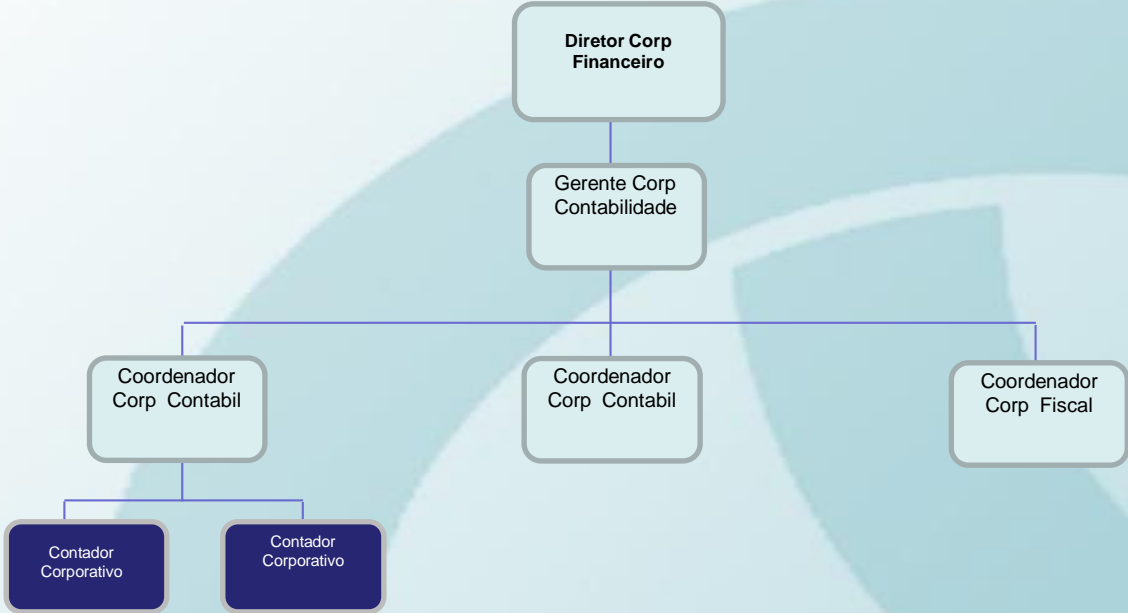 Diretor Corp
Financeiro
Gerente Corp
Contabilidade
Coordenador
Corp Contabil
Coordenador
Corp Contabil
Coordenador
Corp Fiscal
Contador
Corporativo
Contador
Corporativo